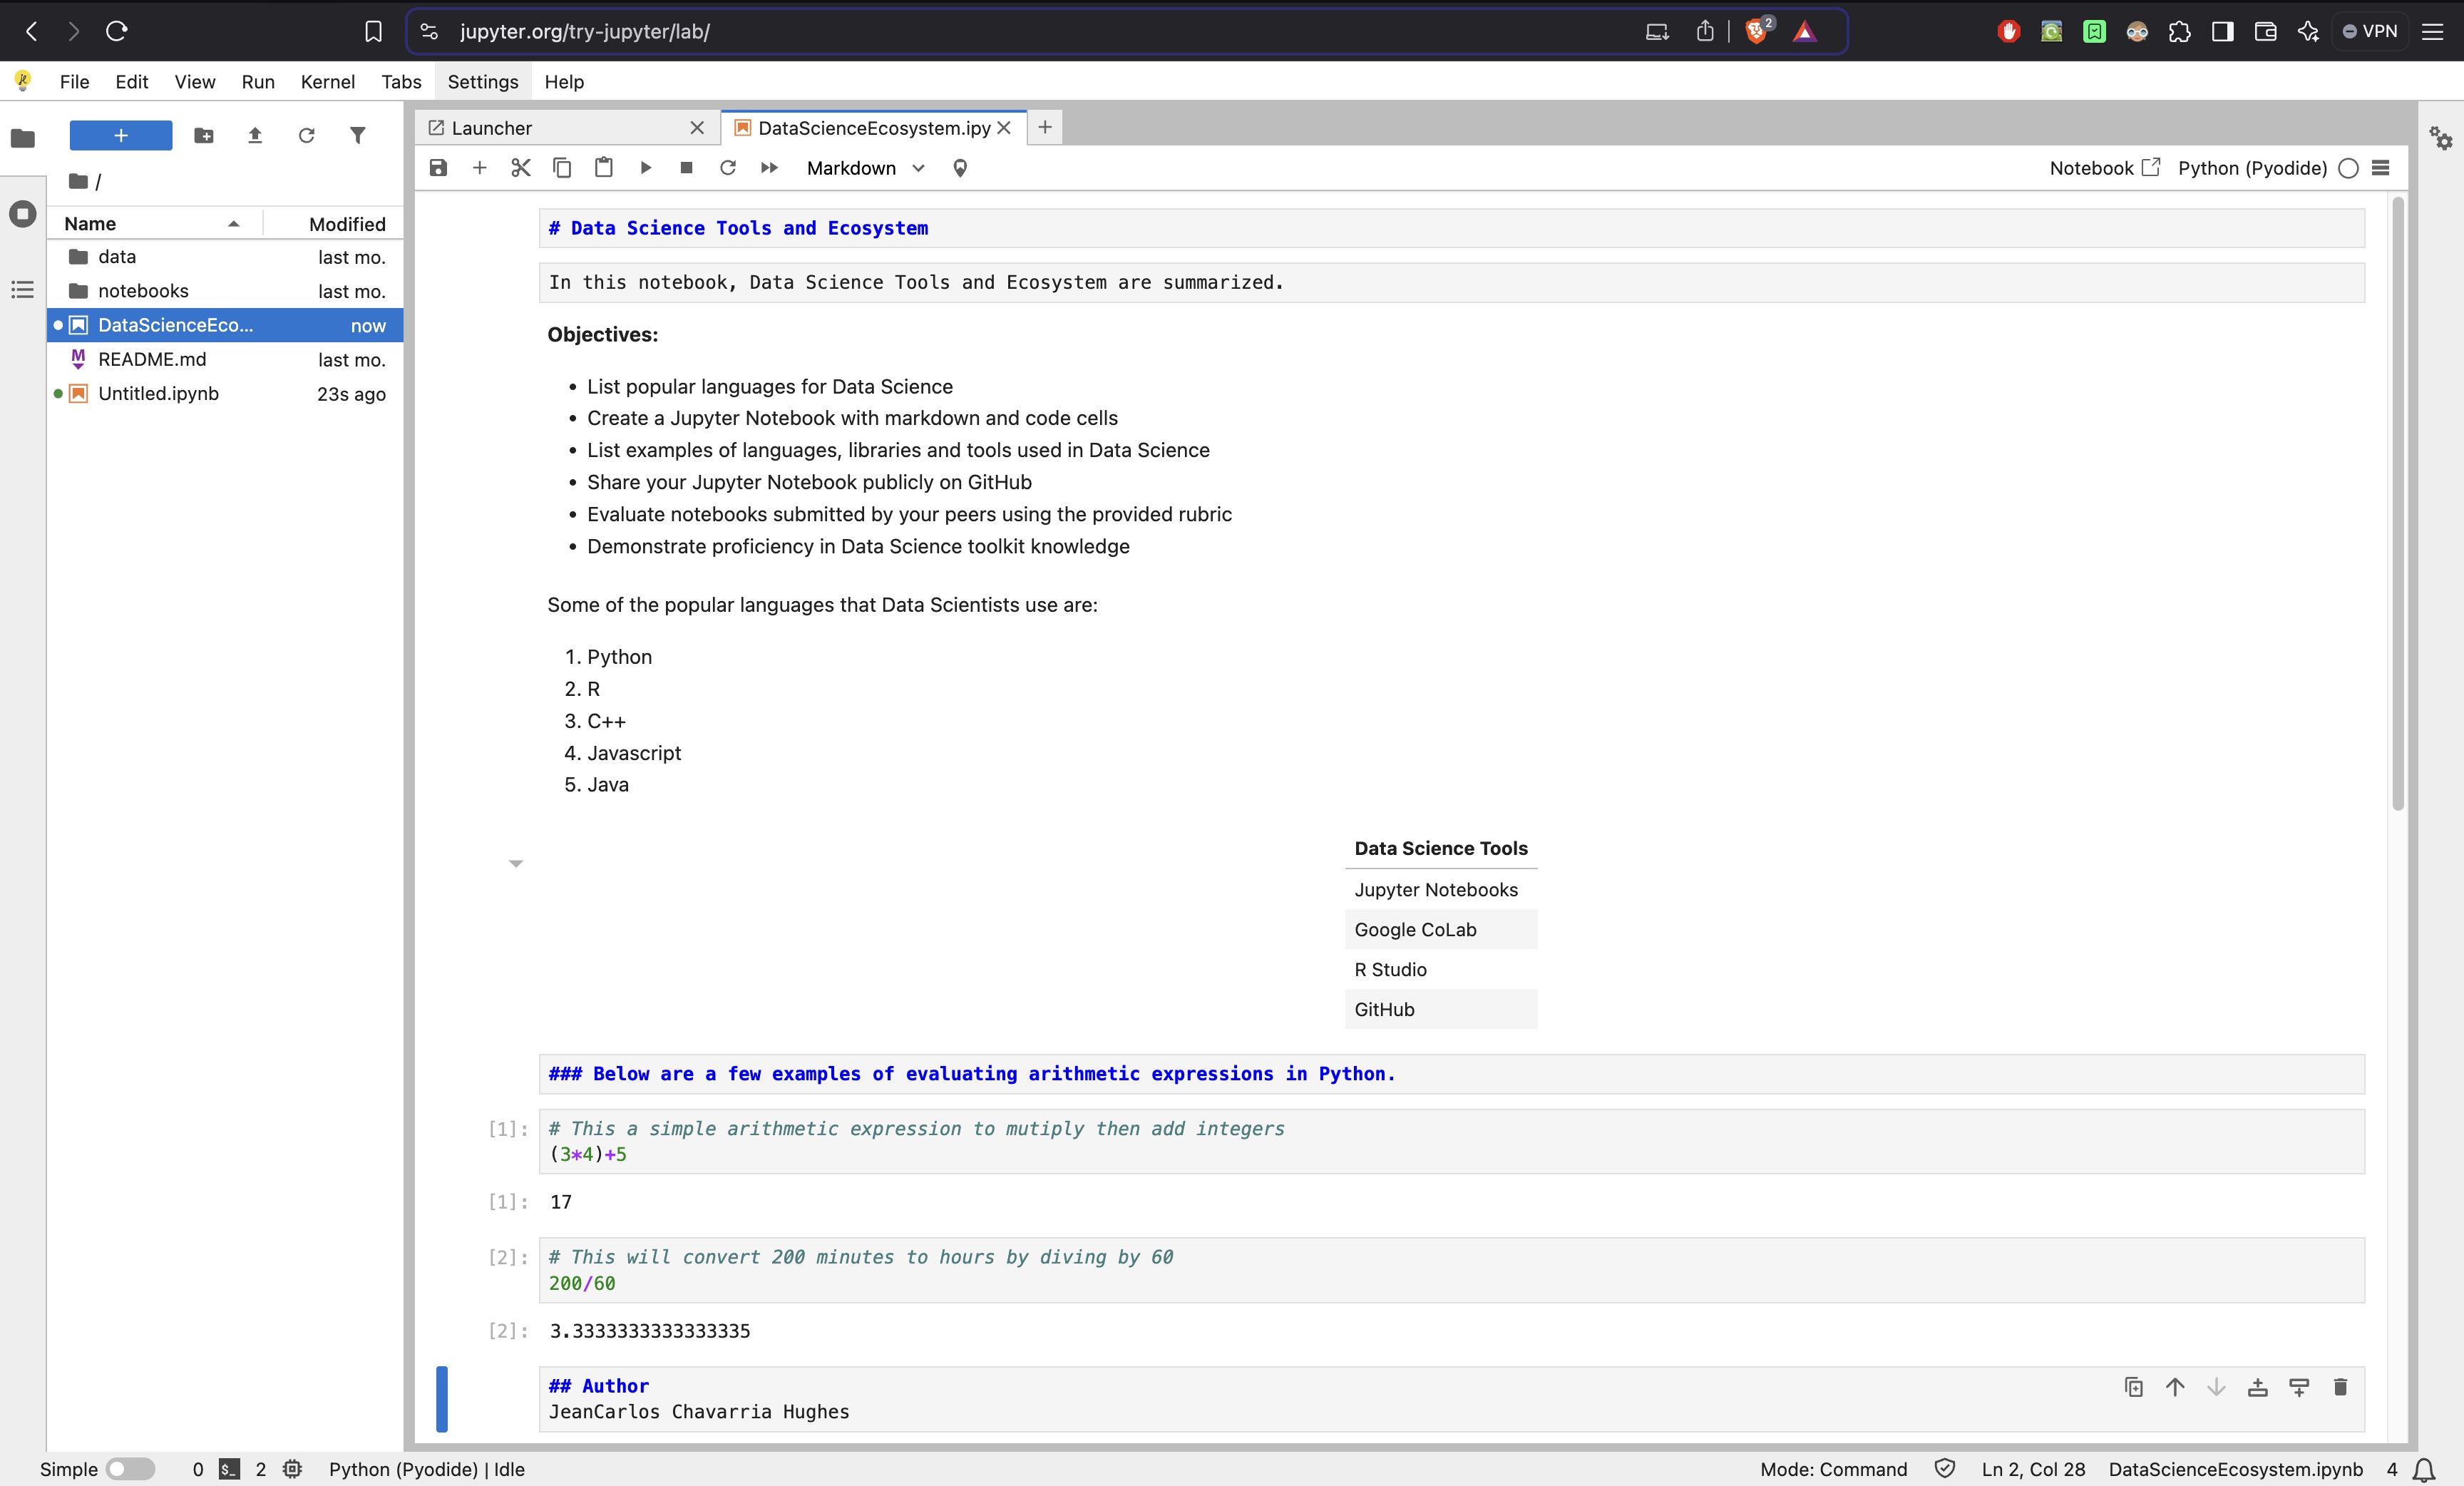 jupyter.org/try-jupyter/lab/
2
VPN
File Edit View Run Kernel Tabs Settings Help
+
/
Name Modified
data last mo.
notebooks last mo.
DataScienceEco... now
README.md last mo.
Untitled.ipynb 23s ago
Launcher
DataScienceEcosystem.ipy
Markdown
Notebook
Python (Pyodide)
# Data Science Tools and Ecosystem
In this notebook, Data Science Tools and Ecosystem are summarized.
Objectives:
• List popular languages for Data Science
• Create a Jupyter Notebook with markdown and code cells
• List examples of languages, libraries and tools used in Data Science
• Share your Jupyter Notebook publicly on GitHub
• Evaluate notebooks submitted by your peers using the provided rubric
• Demonstrate proficiency in Data Science toolkit knowledge
Some of the popular languages that Data Scientists use are:
1. Python
2. R
3. C++
4. Javascript
5. Java
Data Science Tools
Jupyter Notebooks
Google CoLab
R Studio
GitHub
### Below are a few examples of evaluating arithmetic expressions in Python.
[1]: # This a simple arithmetic expression to mutiply then add integers
(3*4)+5
[1]: 17
[2]: # This will convert 200 minutes to hours by diving by 60
200/60
[2]: 3.3333333333333335
## Author
JeanCarlos Chavarria Hughes
Simple 0 $_ 2 Python (Pyodide) | Idle
Mode: Command Ln 2, Col 28 DataScienceEcosystem.ipynb 4